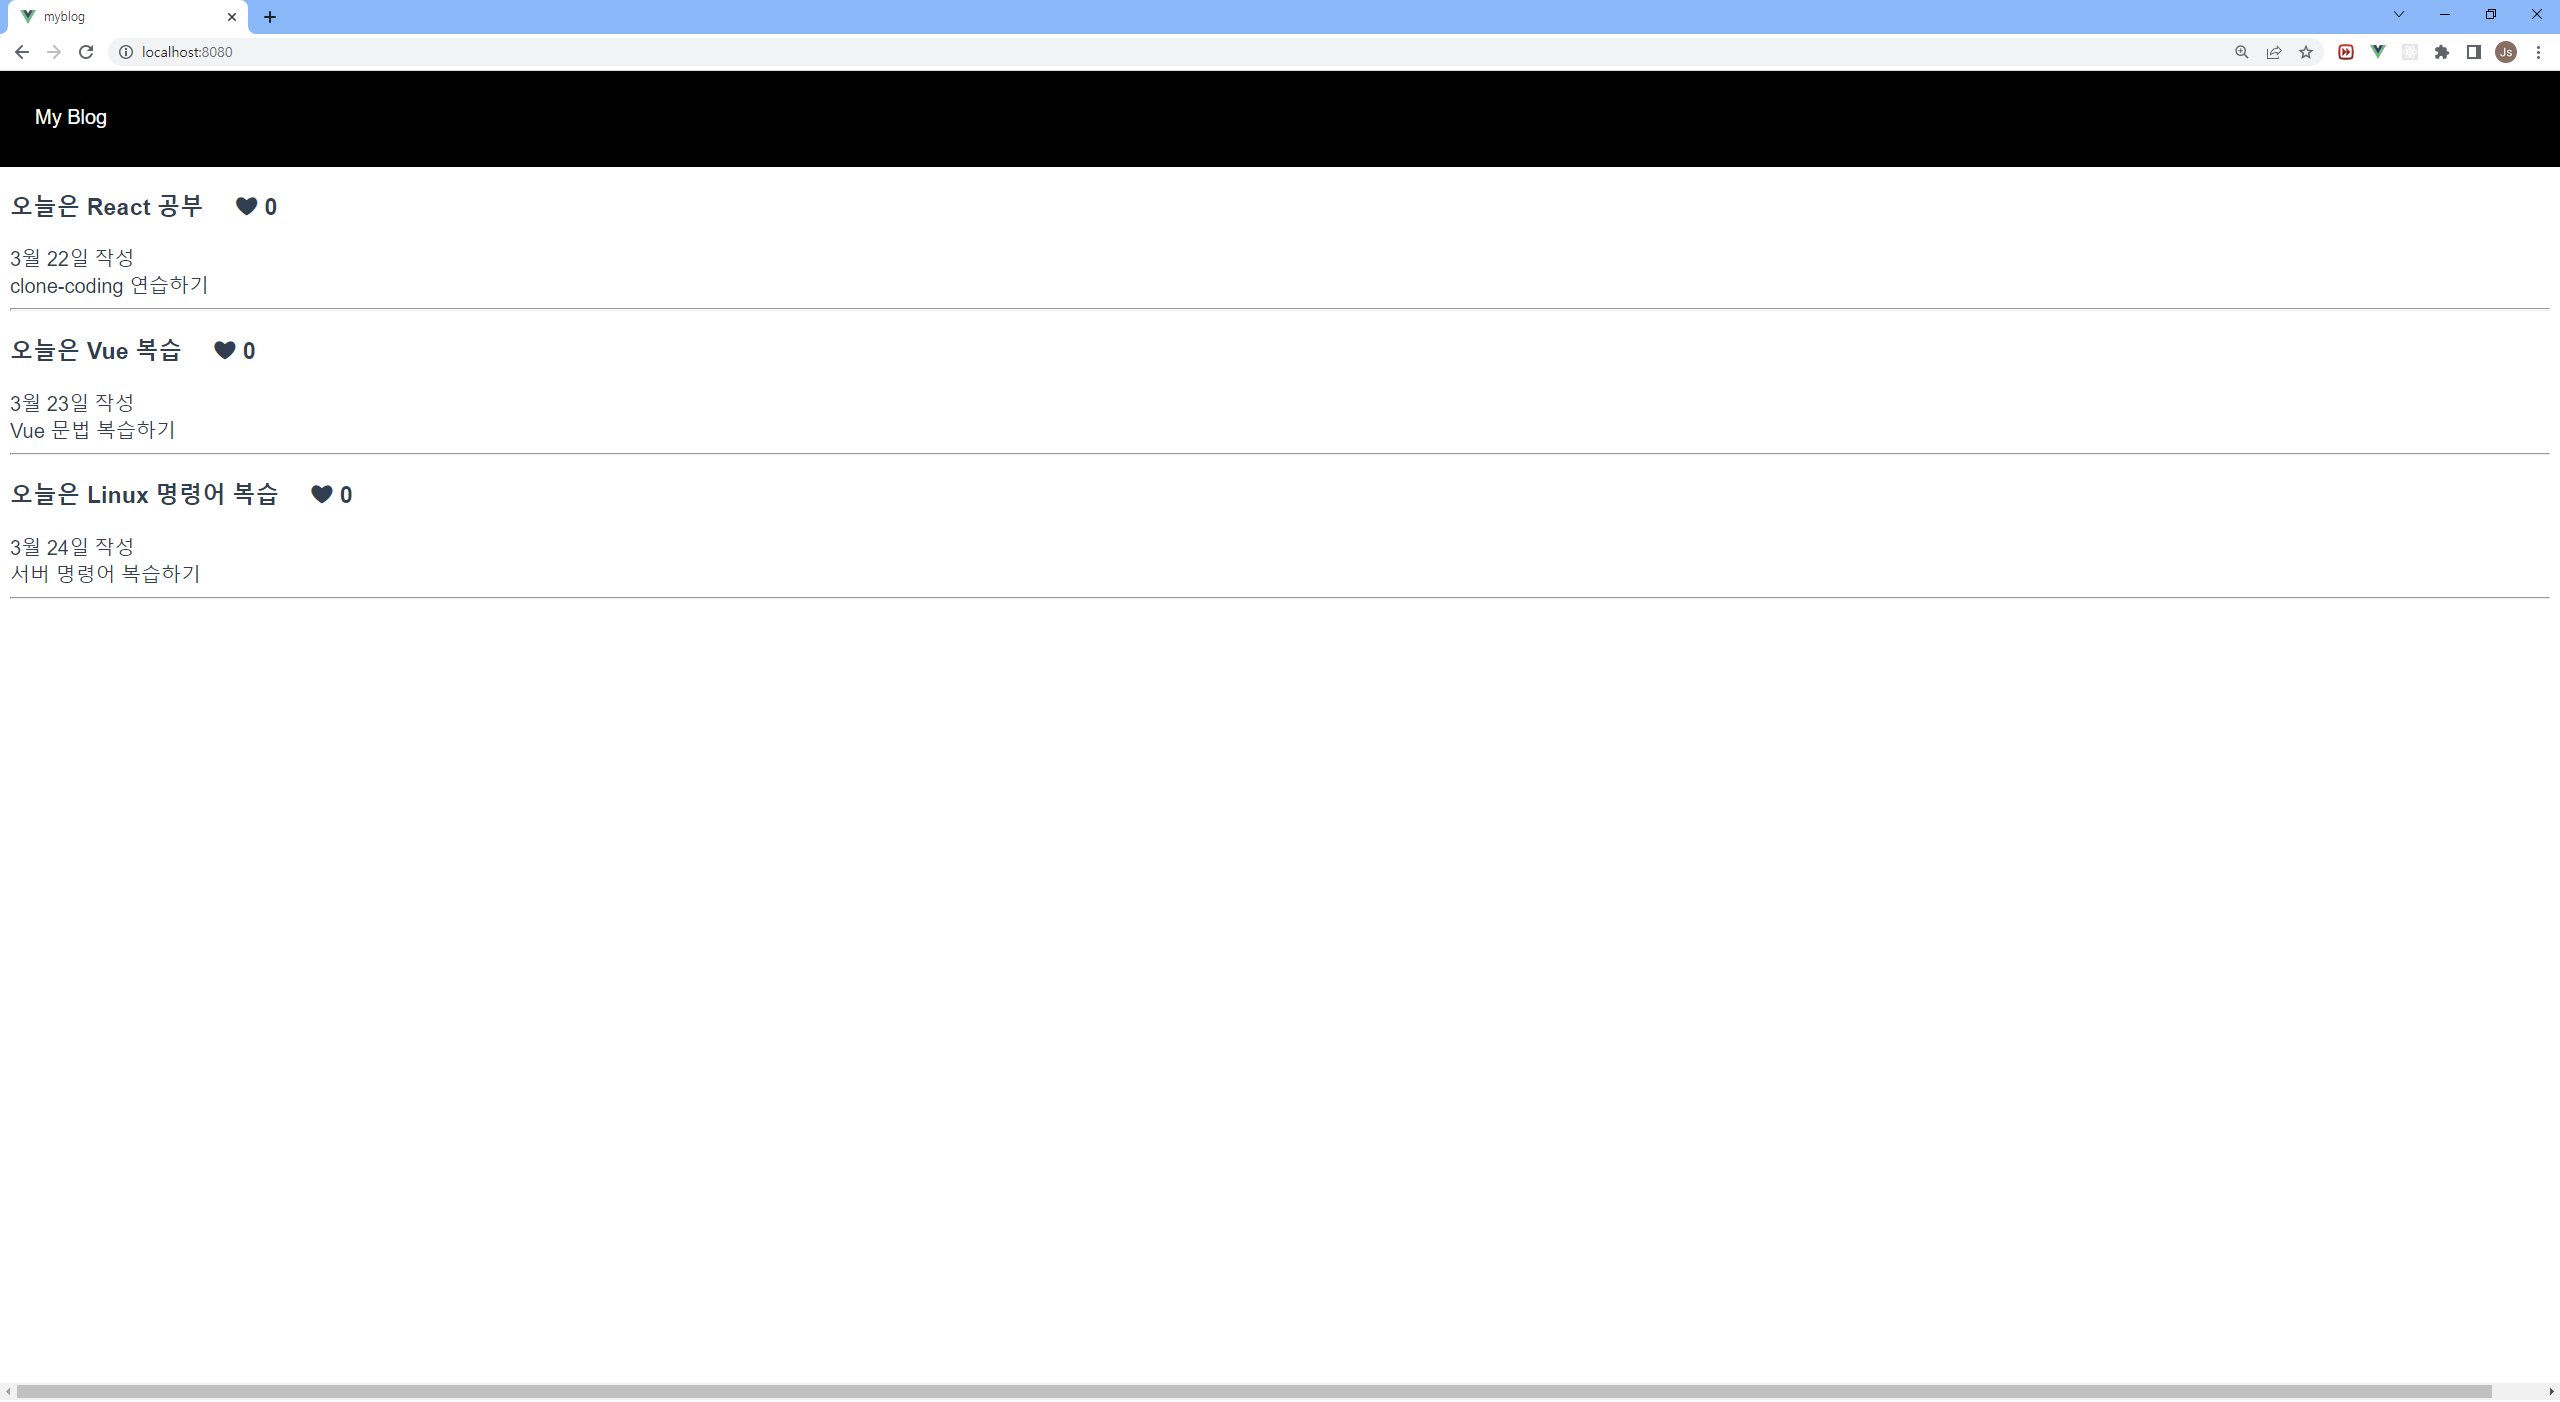 myblog
localhost:8080
Js
My Blog
오늘은 React 공부 0
3월 22일 작성
clone-coding 연습하기
오늘은 Vue 복습 0
3월 23일 작성
Vue 문법 복습하기
오늘은 Linux 명령어 복습 0
3월 24일 작성
서버 명령어 복습하기